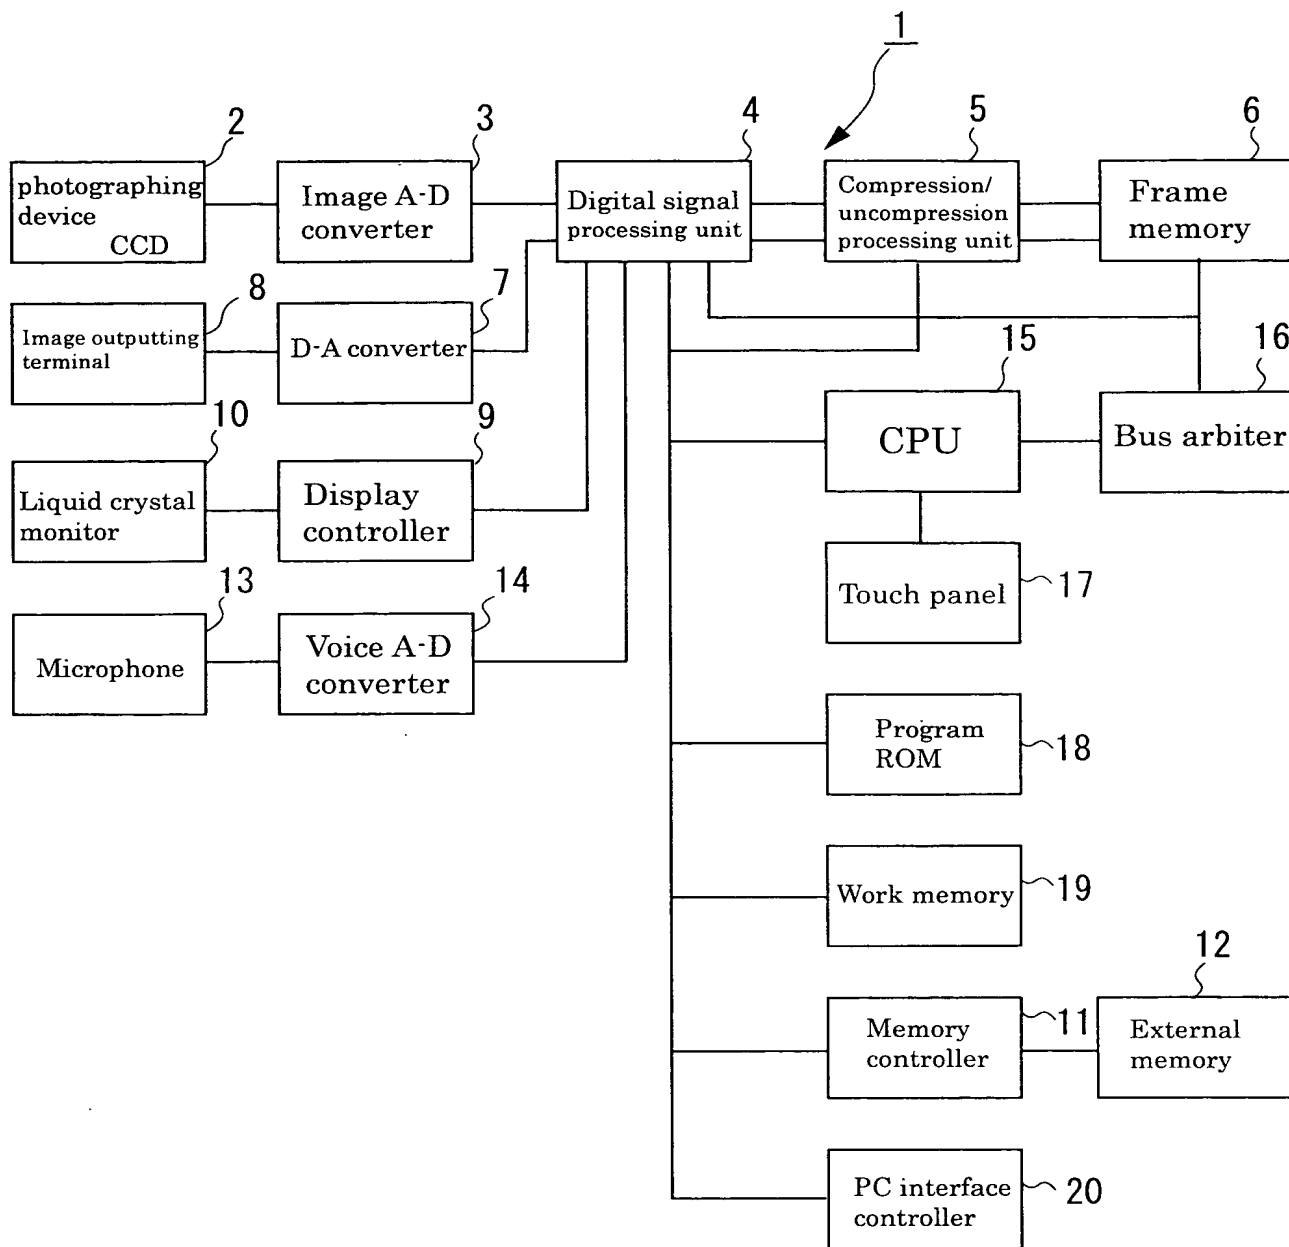 1
2
3
4
5
6
photographing
device
CCD
Image A-D
converter
Digital signal
processing unit
Compression/
uncompression
processing unit
Frame
memory
8
7
Image outputting
terminal
D-A converter
15
16
CPU
Bus arbiter
10
9
Liquid crystal
monitor
Display
controller
Touch panel
17
13
14
Microphone
Voice A-D
converter
Program
ROM
18
Work memory
19
12
Memory
controller
11
External
memory
PC interface
controller
20